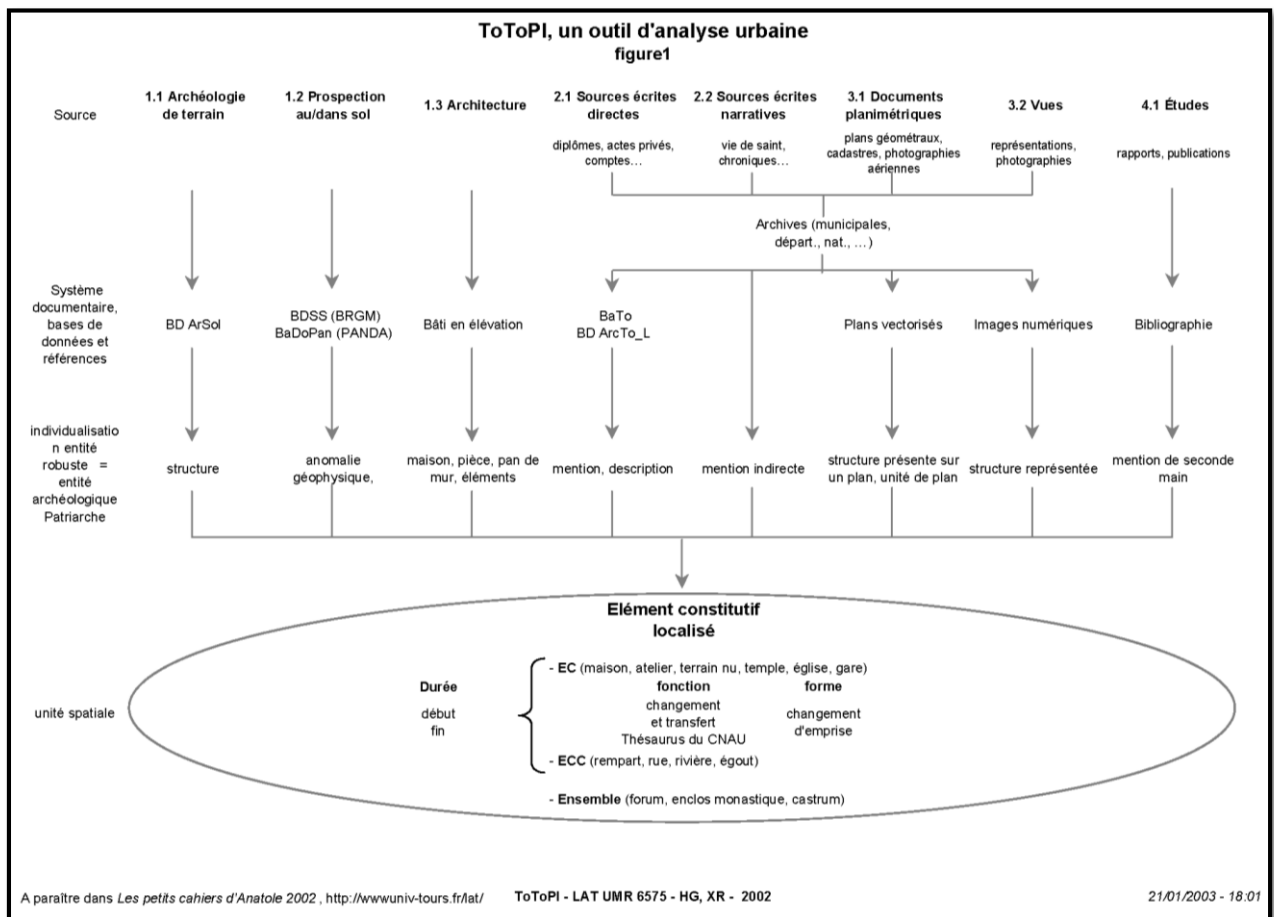 ToToPI, un outil d'analyse urbaine
figure1
Source
1.1 Archéologie
de terrain
1.2 Prospection
au/dans sol
1.3 Architecture
2.1 Sources écrites
directes
diplômes, actes privés,
comptes…
2.2 Sources écrites
narratives
vie de saint,
chroniques…
3.1 Documents
planimétriques
plans géométraux,
cadastres, photographies
aériennes
3.2 Vues
représentations,
photographies
4.1 Études
rapports, publications
Archives (municipales,
départ., nat., …)
Système
documentaire,
bases de
données et
références
BD ArSol
BDSS (BRGM)
BaDoPan (PANDA)
Bâti en élévation
BaTo
BD ArcTo_L
Plans vectorisés
Images numériques
Bibliographie
individualisatio
n entité
robuste =
entité
archéologique
Patriarche
structure
anomalie
géophysique,
maison, pièce, pan de
mur, éléments
mention, description
mention indirecte
structure présente sur
un plan, unité de plan
structure représentée
mention de seconde
main
unité spatiale
Elément constitutif
localisé
Durée
début
fin
- EC (maison, atelier, terrain nu, temple, église, gare)
fonction
changement
et transfert
Thésaurus du CNAU
forme
changement
d'emprise
- ECC (rempart, rue, rivière, égout)
- Ensemble (forum, enclos monastique, castrum)
A paraître dans Les petits cahiers d'Anatole 2002 , http://wwwuniv-tours.fr/lat/
ToToPI - LAT UMR 6575 - HG, XR - 2002
21/01/2003 - 18:01